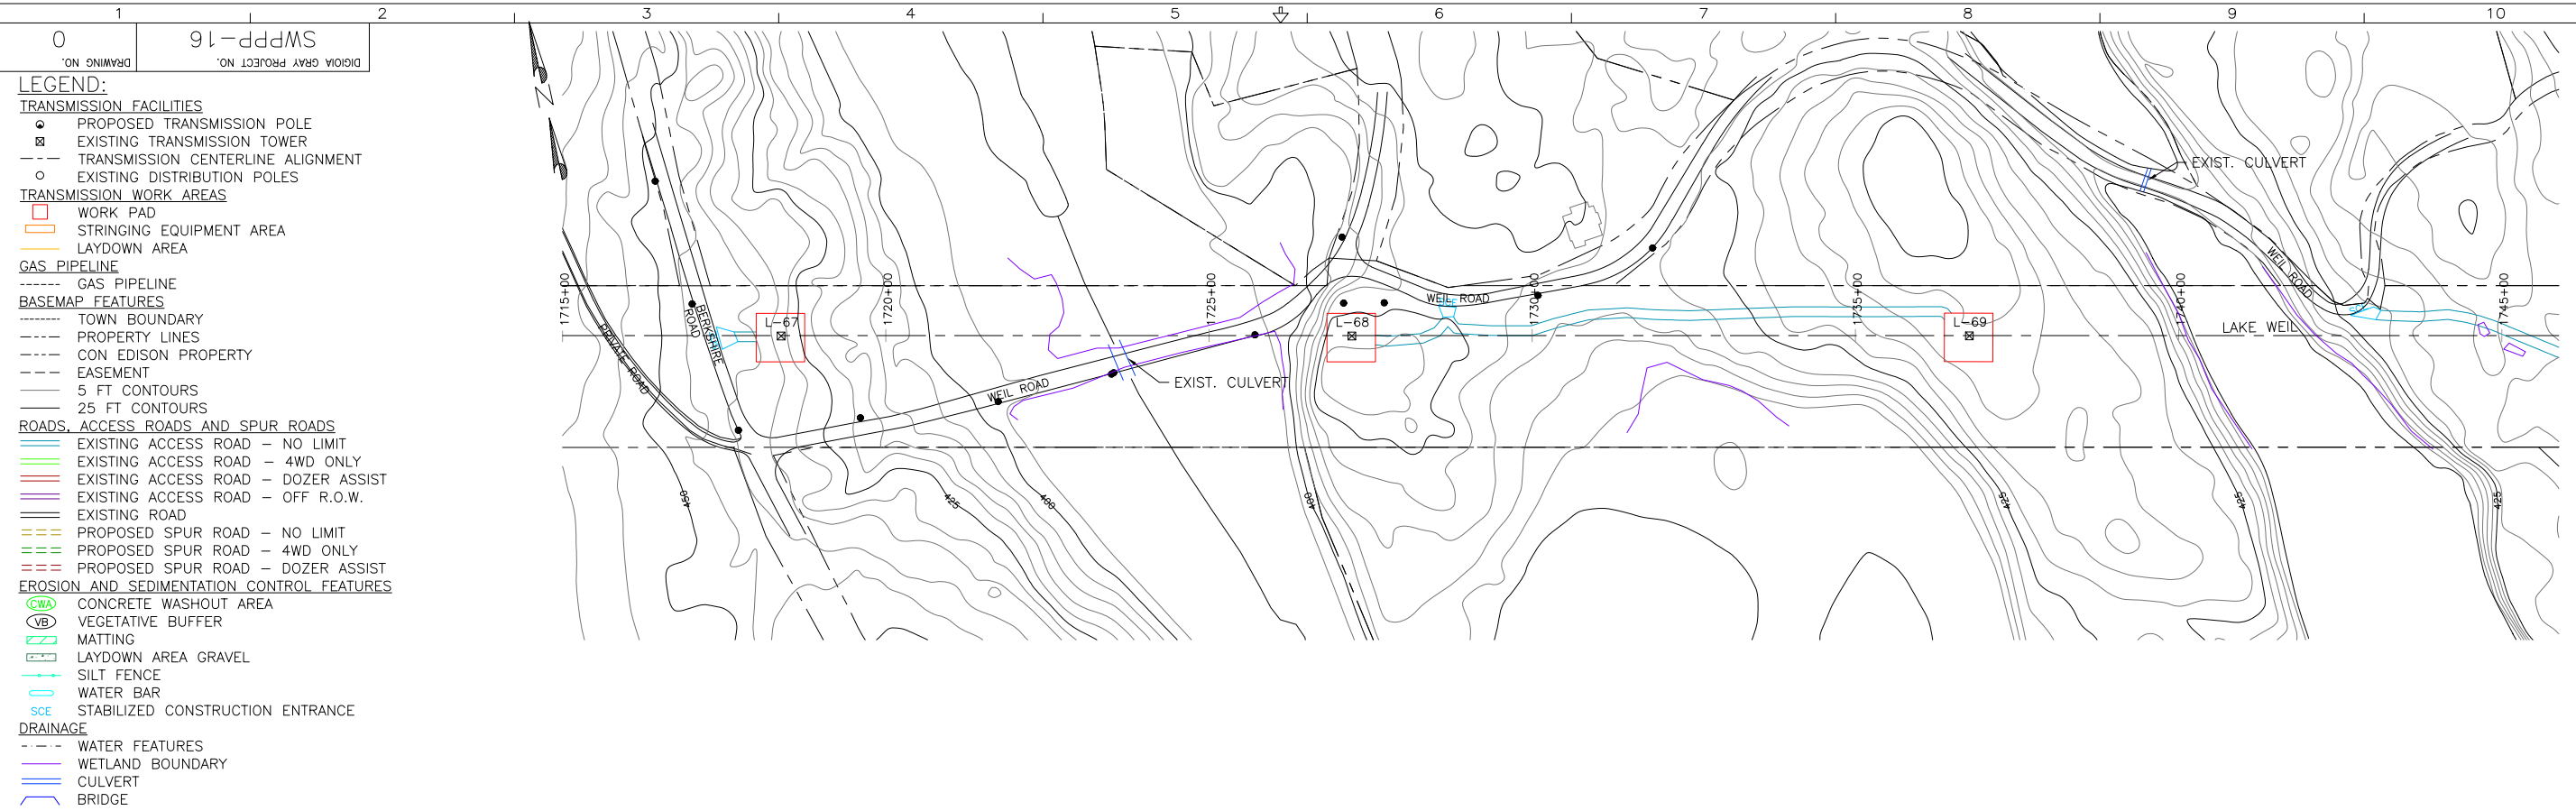 1 2 3 4 5 6 7 8 9 10
0
DRAWING NO.
SWPPP-16
DIGIOIA GRAY PROJECT NO.
LEGEND:
TRANSMISSION FACILITIES
PROPOSED TRANSMISSION POLE
EXISTING TRANSMISSION TOWER
TRANSMISSION CENTERLINE ALIGNMENT
EXISTING DISTRIBUTION POLES
TRANSMISSION WORK AREAS
WORK PAD
STRINGING EQUIPMENT AREA
LAYDOWN AREA
GAS PIPELINE
GAS PIPELINE
BASEMAP FEATURES
TOWN BOUNDARY
PROPERTY LINES
CON EDISON PROPERTY
EASEMENT
5 FT CONTOURS
25 FT CONTOURS
ROADS, ACCESS ROADS AND SPUR ROADS
EXISTING ACCESS ROAD - NO LIMIT
EXISTING ACCESS ROAD - 4WD ONLY
EXISTING ACCESS ROAD - DOZER ASSIST
EXISTING ACCESS ROAD - OFF R.O.W.
EXISTING ROAD
PROPOSED SPUR ROAD - NO LIMIT
PROPOSED SPUR ROAD - 4WD ONLY
PROPOSED SPUR ROAD - DOZER ASSIST
EROSION AND SEDIMENTATION CONTROL FEATURES
CWA CONCRETE WASHOUT AREA
VB VEGETATIVE BUFFER
MATTING
LAYDOWN AREA GRAVEL
SILT FENCE
WATER BAR
SCE STABILIZED CONSTRUCTION ENTRANCE
DRAINAGE
WATER FEATURES
WETLAND BOUNDARY
CULVERT
BRIDGE
N
1715+00
PRIVATE ROAD
BERKSHIRE
ROAD
SCE
L-67
1720+00
WEIL ROAD
EXIST. CULVERT
1725+00
L-68
WEIL ROAD
SCE
1730+00
1735+00
L-69
EXIST. CULVERT
1740+00
LAKE WEIL
WEIL ROAD
SCE
1745+00
450
425
400
400
425
425
425